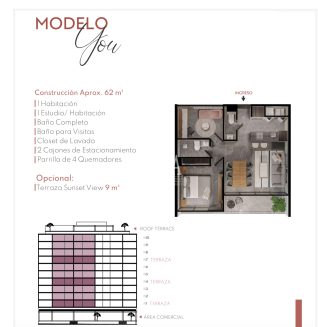 MODELO
You
Construcción Aprox. 62 m²
1 Habitación
1 Estudio/ Habitación
Baño Completo
Baño para Visitas
Closet de Lavado
2 Cajones de Estacionamiento
Parrilla de 4 Quemadores
INGRESO
Opcional:
Terraza Sunset View 9 m²
ROOF TERRACE
TERRAZA
TERRAZA
TERRAZA
ÁREA COMERCIAL